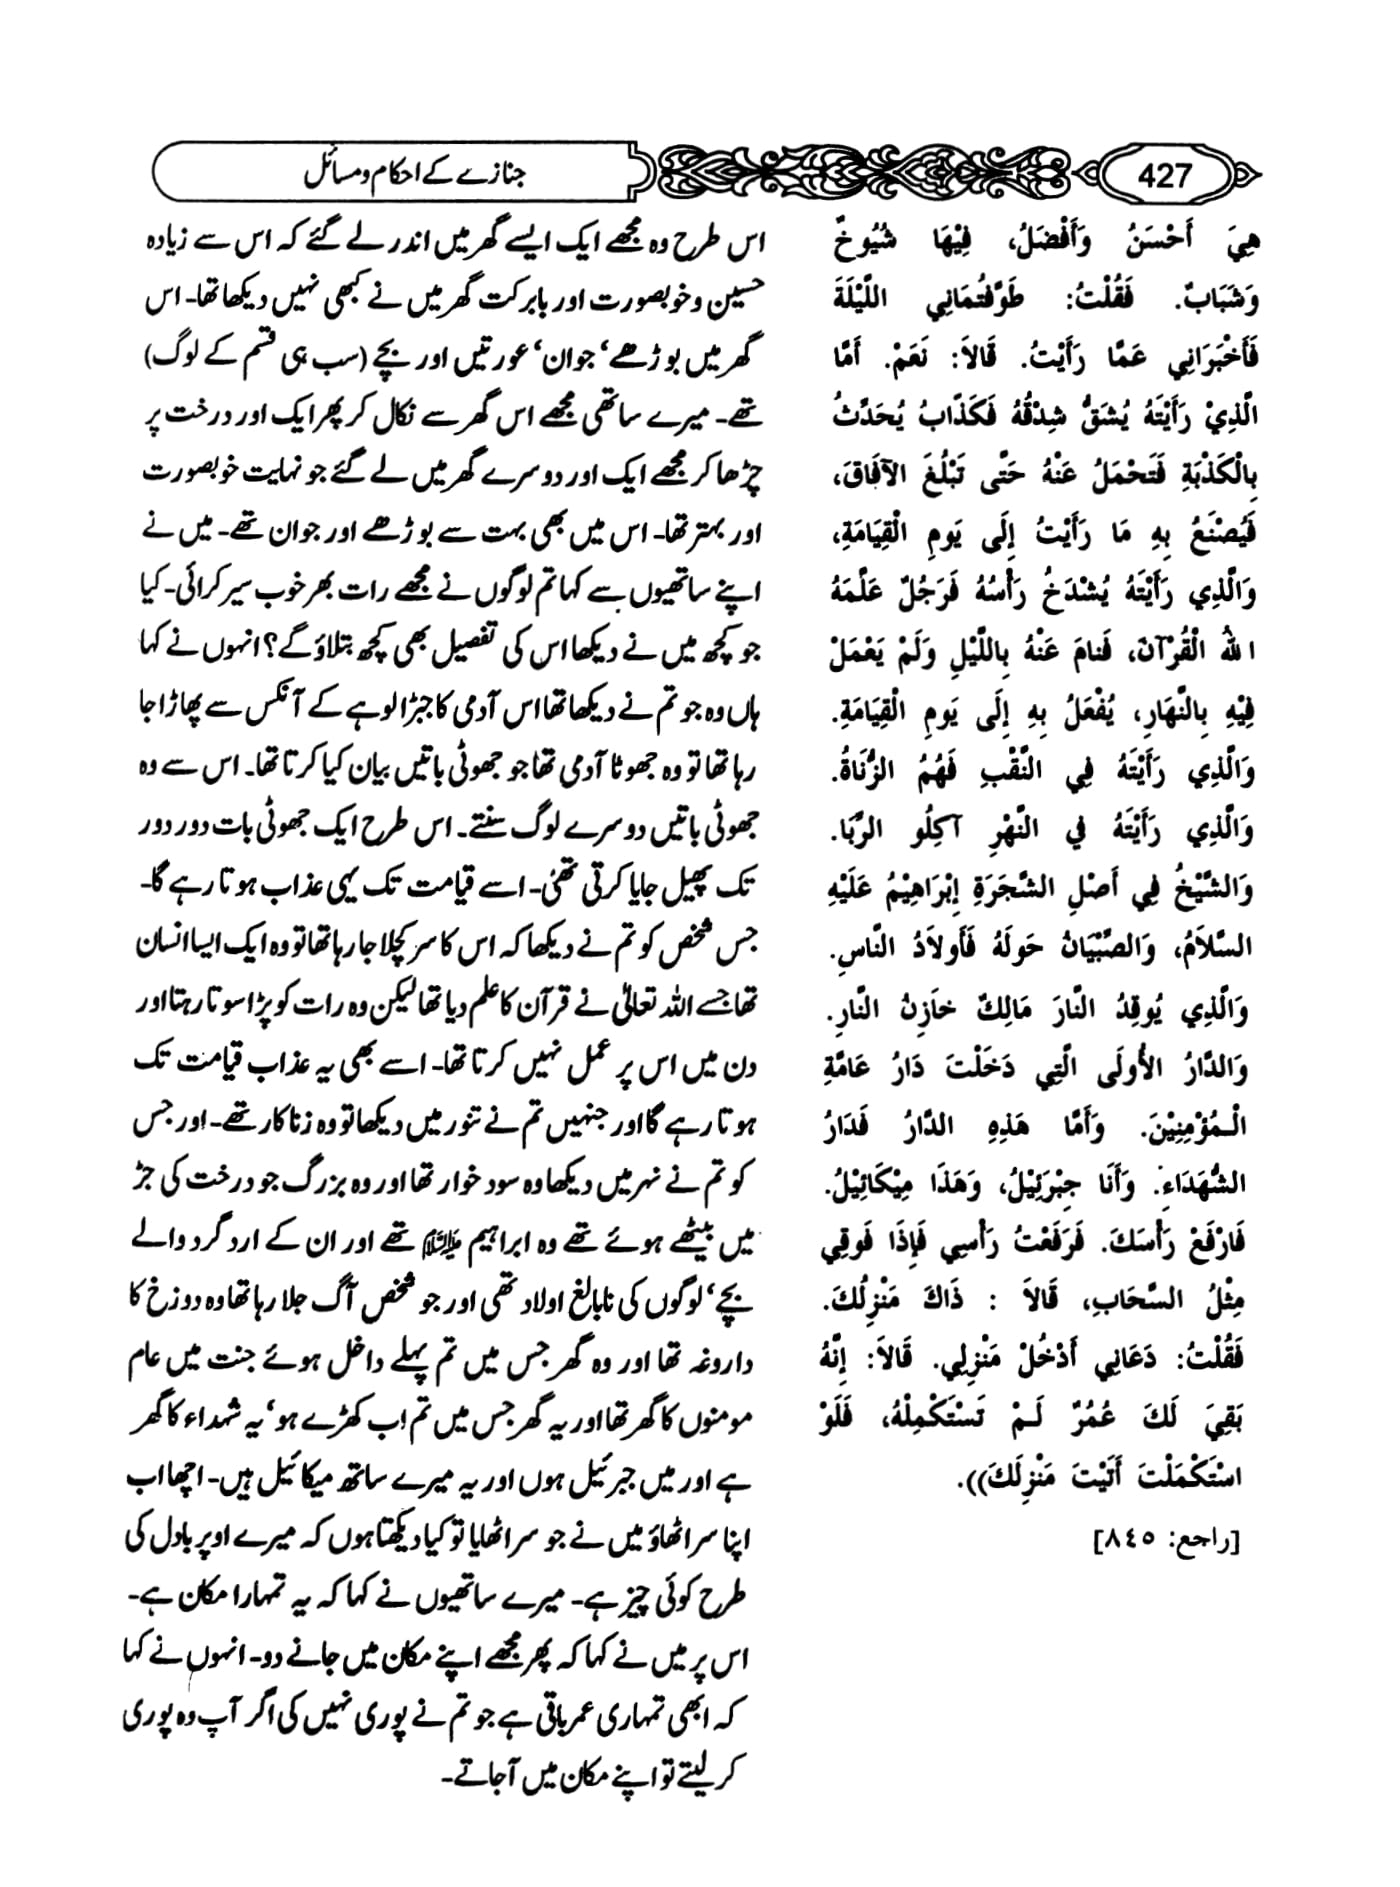 427
جنازے کے احکام و مسائل
هِيَ أَحْسَنُ وَأَفْضَلُ، فِيْهَا شُيُوخٌ
وَشَبَابٌ. فَقُلْتُ: طَوَّفْتُمَانِي اللَّيْلَةَ
فَأَخْبَرَانِي عَمَّا رَأَيْتُ. قَالاَ: نَعَمْ. أَمَّا
الَّذِيْ رَأَيْتَهُ يُشَقُّ شِدْقُهُ فَكَذَّابٌ يُحَدِّثُ
بِالْكَذْبَةِ فَتَحْمَلُ عَنْهُ حَتَّى تَبْلُغَ الآفَاقَ،
فَيُصْنَعُ بِهِ مَا رَأَيْتُ إِلَى يَومِ الْقِيَامَةِ،
وَالَّذِي رَأَيْتَهُ يُشْدَخُ رَأْسُهُ فَرَجُلٌ عَلَّمَهُ
اللهُ الْقُرْآنَ، فَنامَ عَنْهُ بِاللَّيْلِ وَلَمْ يَعْمَلْ
فِيْهِ بِالنَّهَارِ، يُفْعَلُ بِهِ إِلَى يَومِ الْقِيَامَةِ.
وَالَّذِي رَأَيْتَهُ فِي النَّقْبِ فَهُمُ الزُّنَاةُ.
وَالَّذِي رَأَيْتَهُ فِي النَّهْرِ آكِلُو الرِّبَا.
وَالشَّيْخُ فِي أَصْلِ الشَّجَرَةِ إِبْرَاهِيْمُ عَلَيْهِ
السَّلاَمُ، وَالصِّبْيَانُ حَولَهُ فَأَولاَدُ النَّاسِ.
وَالَّذِي يُوقِدُ النَّارَ مَالِكٌ خَازِنُ النَّارِ.
وَالدَّارُ الأُولَى الَّتِي دَخَلْتَ دَارُ عَامَّةِ
الْـمُؤْمِنِيْنَ. وَأَمَّا هَذِهِ الدَّارُ فَدَارُ
الشُّهَدَاءِ. وَأَنَا جِبْرَئِيْلُ، وَهَذَا مِيْكَائِيْلُ.
فَارْفَعْ رَأْسَكَ. فَرَفَعْتُ رَأْسِي فَإِذَا فَوقِي
مِثْلُ السَّحَابِ، قَالاَ : ذَاكَ مَنْزِلُكَ.
فَقُلْتُ: دَعَانِي أَدْخُلْ مَنْزِلِي. قَالاَ: إِنَّهُ
بَقِيَ لَكَ عُمُرٌ لَـمْ تَسْتَكْمِلْهُ، فَلَوْ
اسْتَكْمَلْتَ أَتَيْتَ مَنْزِلَكَ)).
[راجع: ٨٤٥]
اس طرح وہ مجھے ایک ایسے گھر میں اندر لے گئے کہ اس سے زیادہ
حسین و خوبصورت اور بابرکت گھر میں نے کبھی نہیں دیکھا تھا۔ اس
گھر میں بوڑھے‘ جوان‘ عورتیں اور بچے (سب ہی قسم کے لوگ)
تھے۔ میرے ساتھی مجھے اس گھر سے نکال کر پھر ایک اور درخت پر
چڑھا کر مجھے ایک اور دوسرے گھر میں لے گئے جو نہایت خوبصورت
اور بہتر تھا۔ اس میں بھی بہت سے بوڑھے اور جوان تھے۔ میں نے
اپنے ساتھیوں سے کہا تم لوگوں نے مجھے رات بھر خوب سیر کرائی۔ کیا
جو کچھ میں نے دیکھا اس کی تفصیل بھی کچھ بتلاؤ گے؟ انہوں نے کہا
ہاں وہ جو تم نے دیکھا تھا اس آدمی کا جبڑا لوہے کے آنکس سے پھاڑا جا
رہا تھا تو وہ جھوٹا آدمی تھا جو جھوٹی باتیں بیان کیا کرتا تھا۔ اس سے وہ
جھوٹی باتیں دوسرے لوگ سنتے۔ اس طرح ایک جھوٹی بات دور دور
تک پھیل جایا کرتی تھی۔ اسے قیامت تک یہی عذاب ہوتا رہے گا۔
جس شخص کو تم نے دیکھا کہ اس کا سر کچلا جا رہا تھا تو وہ ایک ایسا انسان
تھا جسے اللہ تعالیٰ نے قرآن کا علم دیا تھا لیکن وہ رات کو پڑا سوتا رہتا اور
دن میں اس پر عمل نہیں کرتا تھا۔ اسے بھی یہ عذاب قیامت تک
ہوتا رہے گا اور جنہیں تم نے تنور میں دیکھا تو وہ زنا کار تھے۔ اور جس
کو تم نے نہر میں دیکھا وہ سود خوار تھا اور وہ بزرگ جو درخت کی جڑ
میں بیٹھے ہوئے تھے وہ ابراہیم علیہ السلام تھے اور ان کے ارد گرد والے
بچے‘ لوگوں کی نابالغ اولاد تھی اور جو شخص آگ جلا رہا تھا وہ دوزخ کا
داروغہ تھا اور وہ گھر جس میں تم پہلے داخل ہوئے جنت میں عام
مومنوں کا گھر تھا اور یہ گھر جس میں تم اب کھڑے ہو‘ یہ شہداء کا گھر
ہے اور میں جبرئیل ہوں اور یہ میرے ساتھ میکائیل ہیں۔ اچھا اب
اپنا سر اٹھاؤ میں نے جو سر اٹھایا تو کیا دیکھتا ہوں کہ میرے اوپر بادل کی
طرح کوئی چیز ہے۔ میرے ساتھیوں نے کہا کہ یہ تمہارا مکان ہے۔
اس پر میں نے کہا کہ پھر مجھے اپنے مکان میں جانے دو۔ انہوں نے کہا
کہ ابھی تمہاری عمر باقی ہے جو تم نے پوری نہیں کی اگر آپ وہ پوری
کر لیتے تو اپنے مکان میں آ جاتے۔